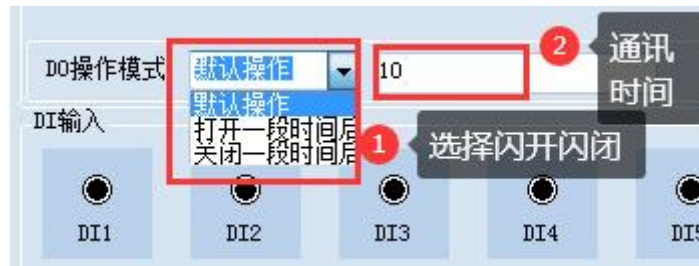 DO操作模式 默认操作 10
2 通讯时间
默认操作
打开一段时间后
关闭一段时间后
1 选择闪开闪闭
DI输入
DI1 DI2 DI3 DI4 DI5